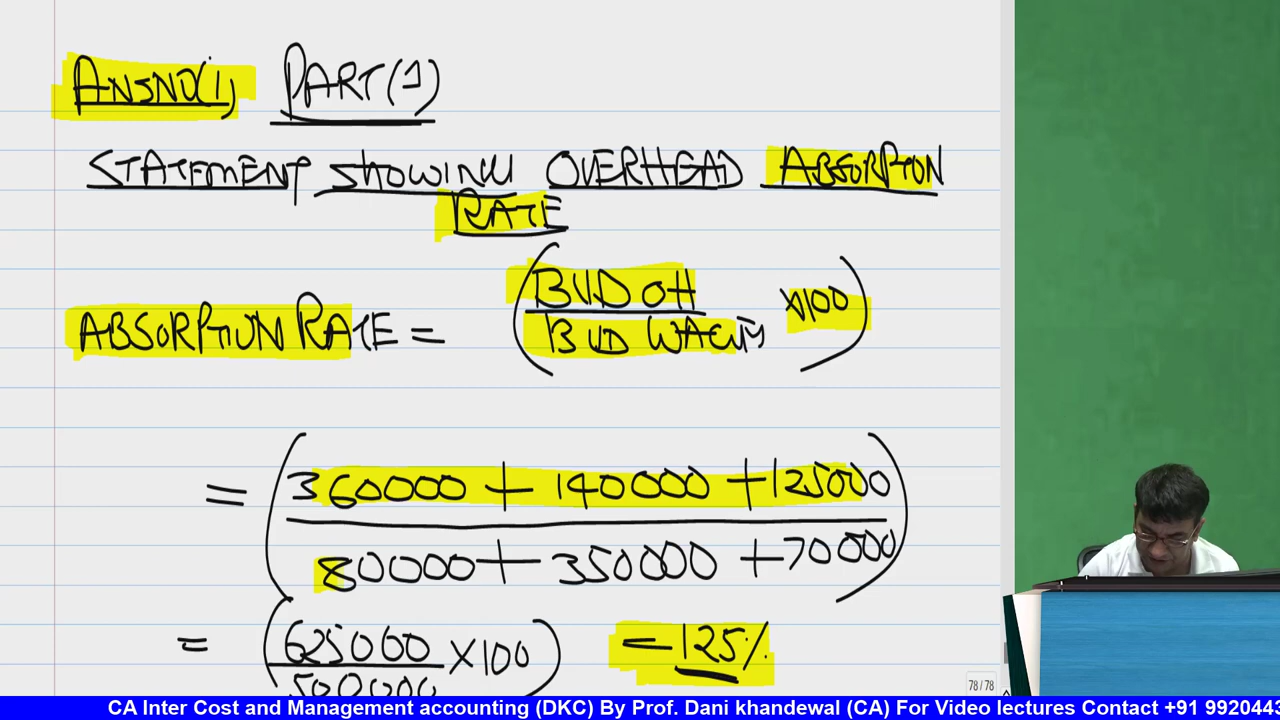 ANSNO(1) PART(1)
STATEMENT SHOWING OVERHEAD ABSORPTION
RATE
ABSORPTION RATE = (BUD OH ×100)
BUD WAGES
= (360000 + 140000 + 125000)
80000 + 350000 + 70000
= (625000 ×100) = 125%
500000
78 / 78
CA Inter Cost and Management accounting (DKC) By Prof. Dani khandewal (CA) For Video lectures Contact +91 9920443